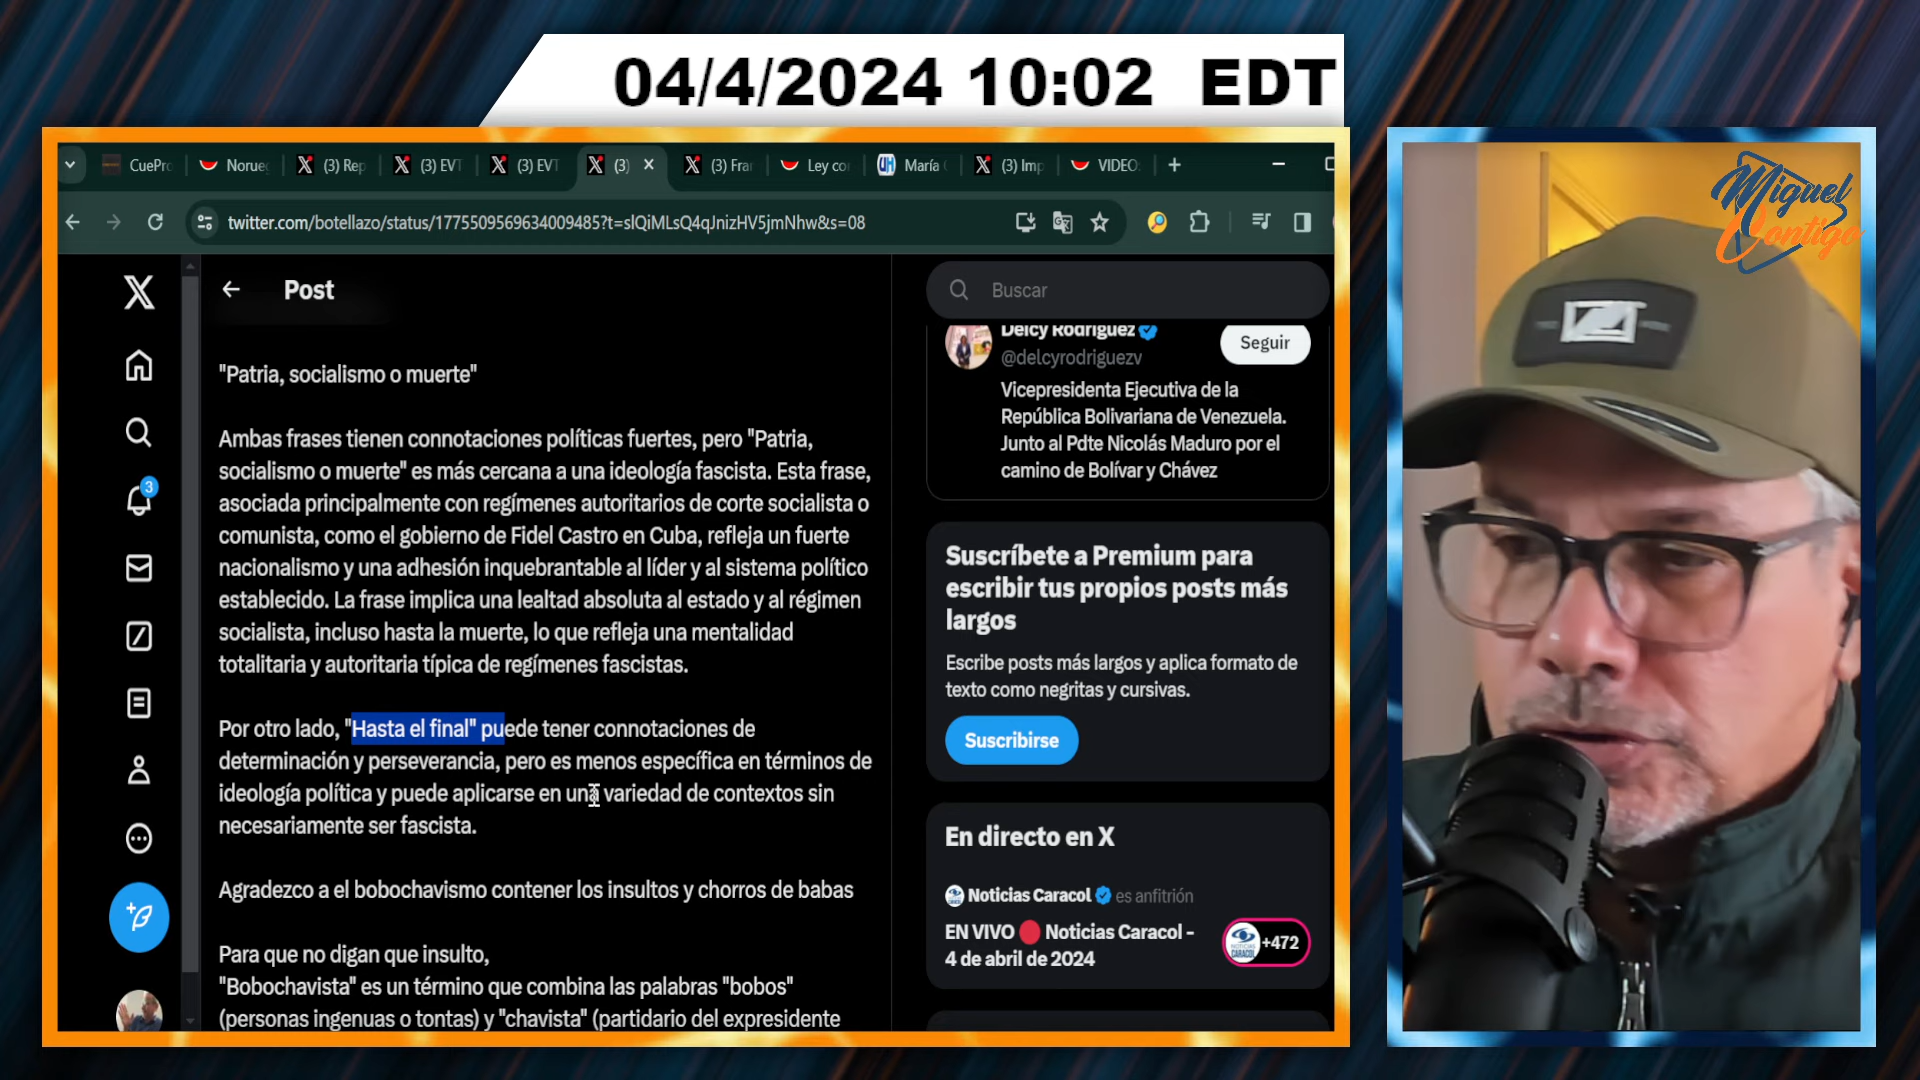 04/4/2024 10:02 EDT
CuePro
Norueg
(3) Rep
(3) EVT
(3) EVT
(3)
(3) Fran
Ley co
María
(3) Imp
VIDEO
twitter.com/botellazo/status/1775509569634009485?t=slQiMLsQ4qJnizHV5jmNhw&s=08
Miguel
Contigo
Post
Buscar
"Patria, socialismo o muerte"
Ambas frases tienen connotaciones políticas fuertes, pero "Patria,
socialismo o muerte" es más cercana a una ideología fascista. Esta frase,
asociada principalmente con regímenes autoritarios de corte socialista o
comunista, como el gobierno de Fidel Castro en Cuba, refleja un fuerte
nacionalismo y una adhesión inquebrantable al líder y al sistema político
establecido. La frase implica una lealtad absoluta al estado y al régimen
socialista, incluso hasta la muerte, lo que refleja una mentalidad
totalitaria y autoritaria típica de regímenes fascistas.
Por otro lado, "Hasta el final" puede tener connotaciones de
determinación y perseverancia, pero es menos específica en términos de
ideología política y puede aplicarse en una variedad de contextos sin
necesariamente ser fascista.
Agradezco a el bobochavismo contener los insultos y chorros de babas
Para que no digan que insulto,
"Bobochavista" es un término que combina las palabras "bobos"
(personas ingenuas o tontas) y "chavista" (partidario del expresidente
3
Delcy Rodríguez
@delcyrodriguezv
Seguir
Vicepresidenta Ejecutiva de la
República Bolivariana de Venezuela.
Junto al Pdte Nicolás Maduro por el
camino de Bolívar y Chávez
Suscríbete a Premium para
escribir tus propios posts más
largos
Escribe posts más largos y aplica formato de
texto como negritas y cursivas.
Suscribirse
En directo en X
Noticias Caracol es anfitrión
EN VIVO Noticias Caracol -
4 de abril de 2024
+472